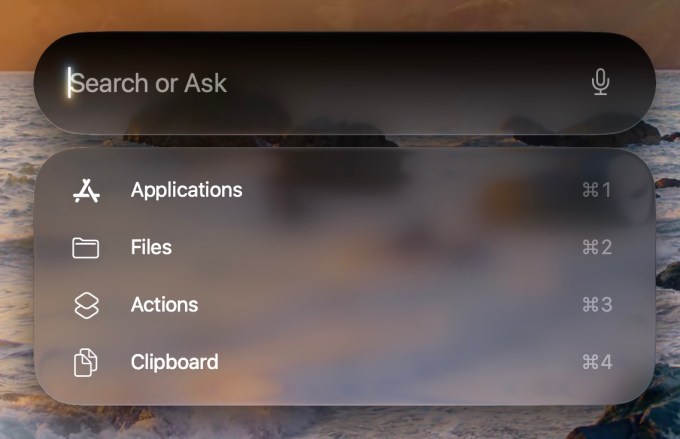 Search or Ask
Applications ⌘1
Files ⌘2
Actions ⌘3
Clipboard ⌘4